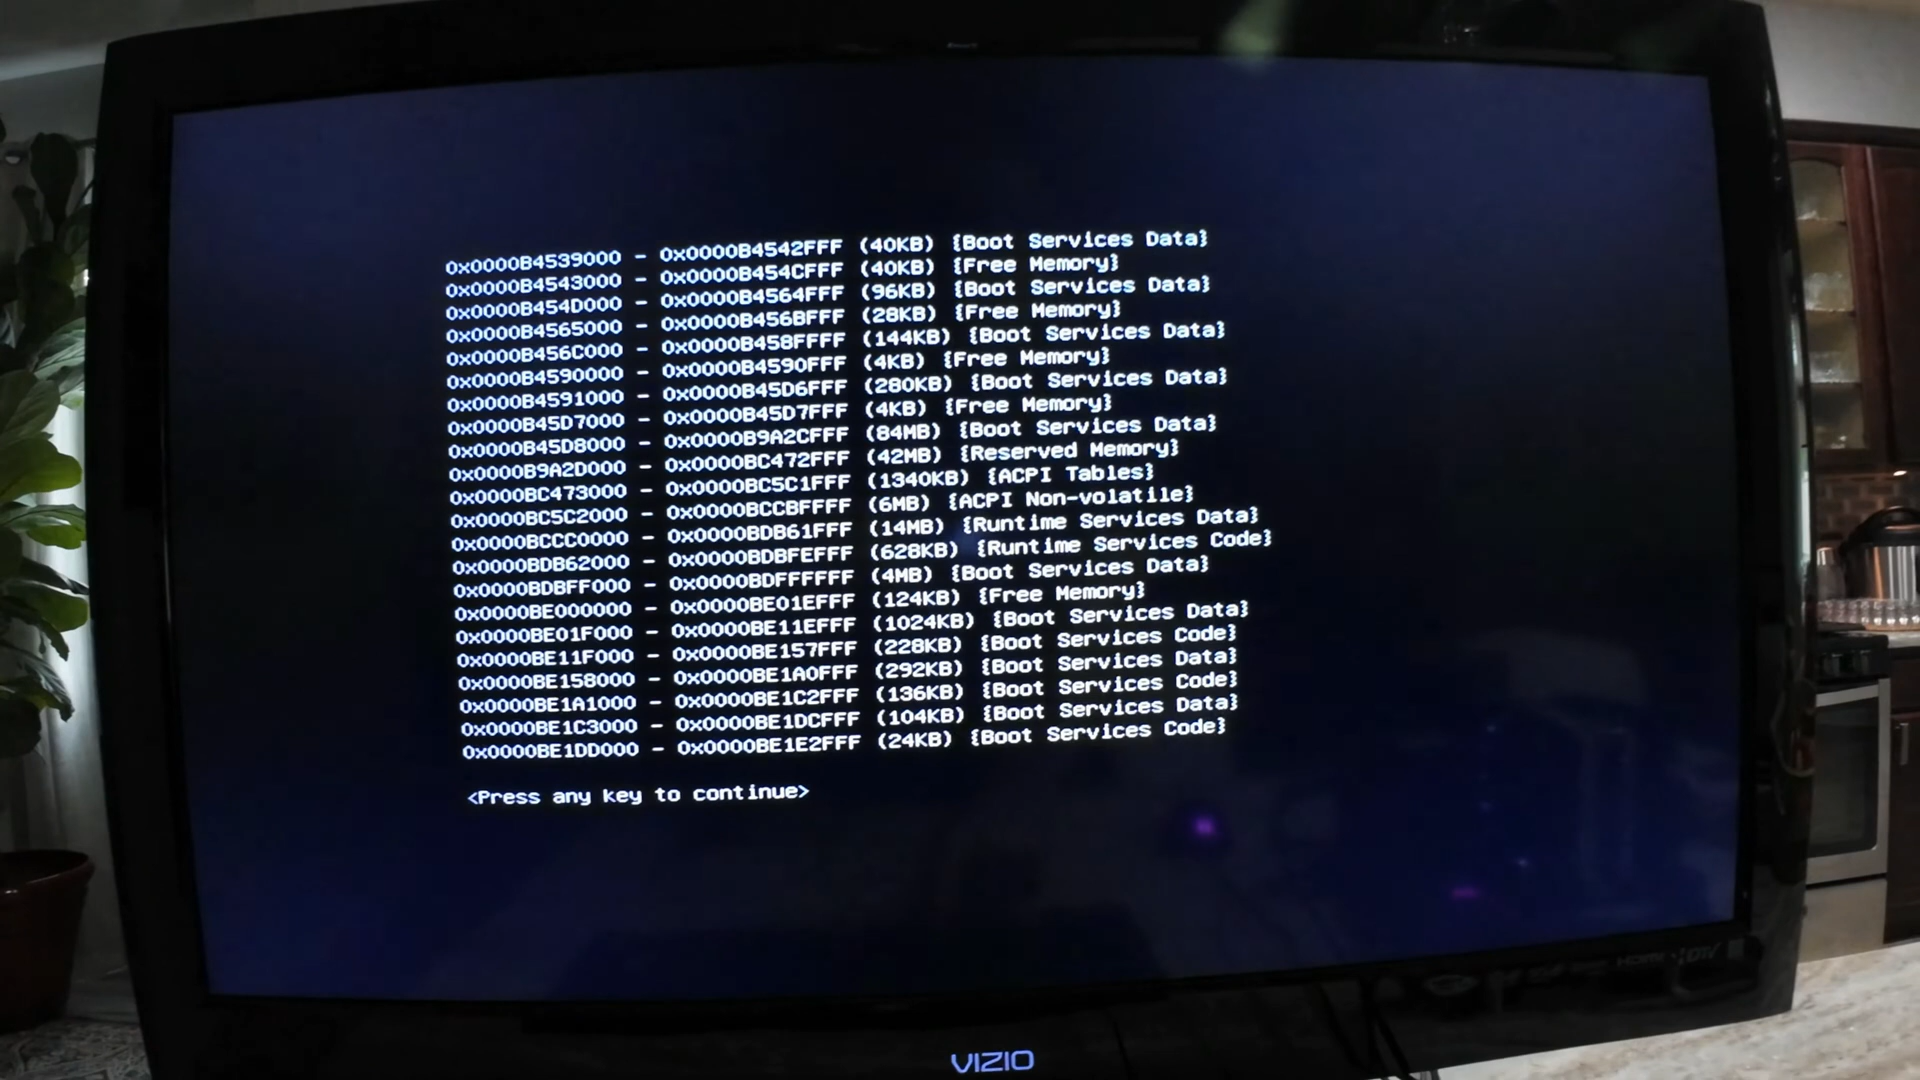 0x0000B4539000 - 0x0000B4542FFF (40KB) {Boot Services Data}
0x0000B4543000 - 0x0000B454CFFF (40KB) {Free Memory}
0x0000B454D000 - 0x0000B4564FFF (96KB) {Boot Services Data}
0x0000B4565000 - 0x0000B456BFFF (28KB) {Free Memory}
0x0000B456C000 - 0x0000B458FFFF (144KB) {Boot Services Data}
0x0000B4590000 - 0x0000B4590FFF (4KB) {Free Memory}
0x0000B4591000 - 0x0000B45D6FFF (280KB) {Boot Services Data}
0x0000B45D7000 - 0x0000B45D7FFF (4KB) {Free Memory}
0x0000B45D8000 - 0x0000B9A2CFFF (84MB) {Boot Services Data}
0x0000B9A2D000 - 0x0000BC472FFF (42MB) {Reserved Memory}
0x0000BC473000 - 0x0000BC5C1FFF (1340KB) {ACPI Tables}
0x0000BC5C2000 - 0x0000BCCBFFFF (6MB) {ACPI Non-volatile}
0x0000BCCC0000 - 0x0000BDB61FFF (14MB) {Runtime Services Data}
0x0000BDB62000 - 0x0000BDBFEFFF (628KB) {Runtime Services Code}
0x0000BDBFF000 - 0x0000BDFFFFFF (4MB) {Boot Services Data}
0x0000BE000000 - 0x0000BE01EFFF (124KB) {Free Memory}
0x0000BE01F000 - 0x0000BE11EFFF (1024KB) {Boot Services Data}
0x0000BE11F000 - 0x0000BE157FFF (228KB) {Boot Services Code}
0x0000BE158000 - 0x0000BE1A0FFF (292KB) {Boot Services Data}
0x0000BE1A1000 - 0x0000BE1C2FFF (136KB) {Boot Services Code}
0x0000BE1C3000 - 0x0000BE1DCFFF (104KB) {Boot Services Data}
0x0000BE1DD000 - 0x0000BE1E2FFF (24KB) {Boot Services Code}
<Press any key to continue>
HDMI HDTV
VIZIO